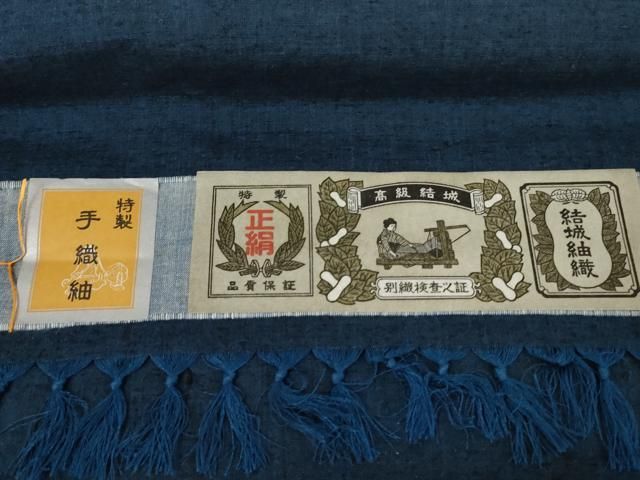 特製
手織紬
特製
正絹
品質保証
高級結城
別織検査之証
結城紬織